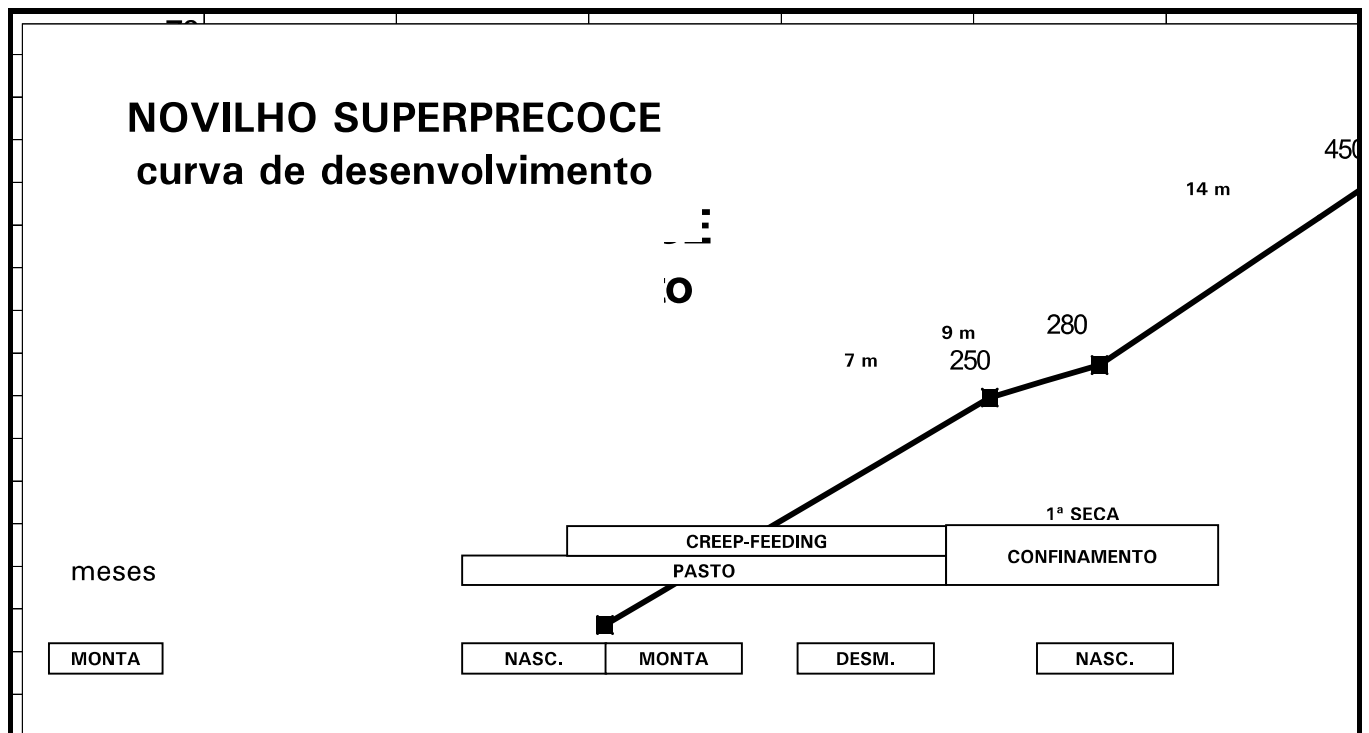 NOVILHO SUPERPRECOCE
curva de desenvolvimento
450
14 m
280
9 m
7 m
250
1ª SECA
CREEP-FEEDING
CONFINAMENTO
PASTO
meses
MONTA
NASC.
MONTA
DESM.
NASC.